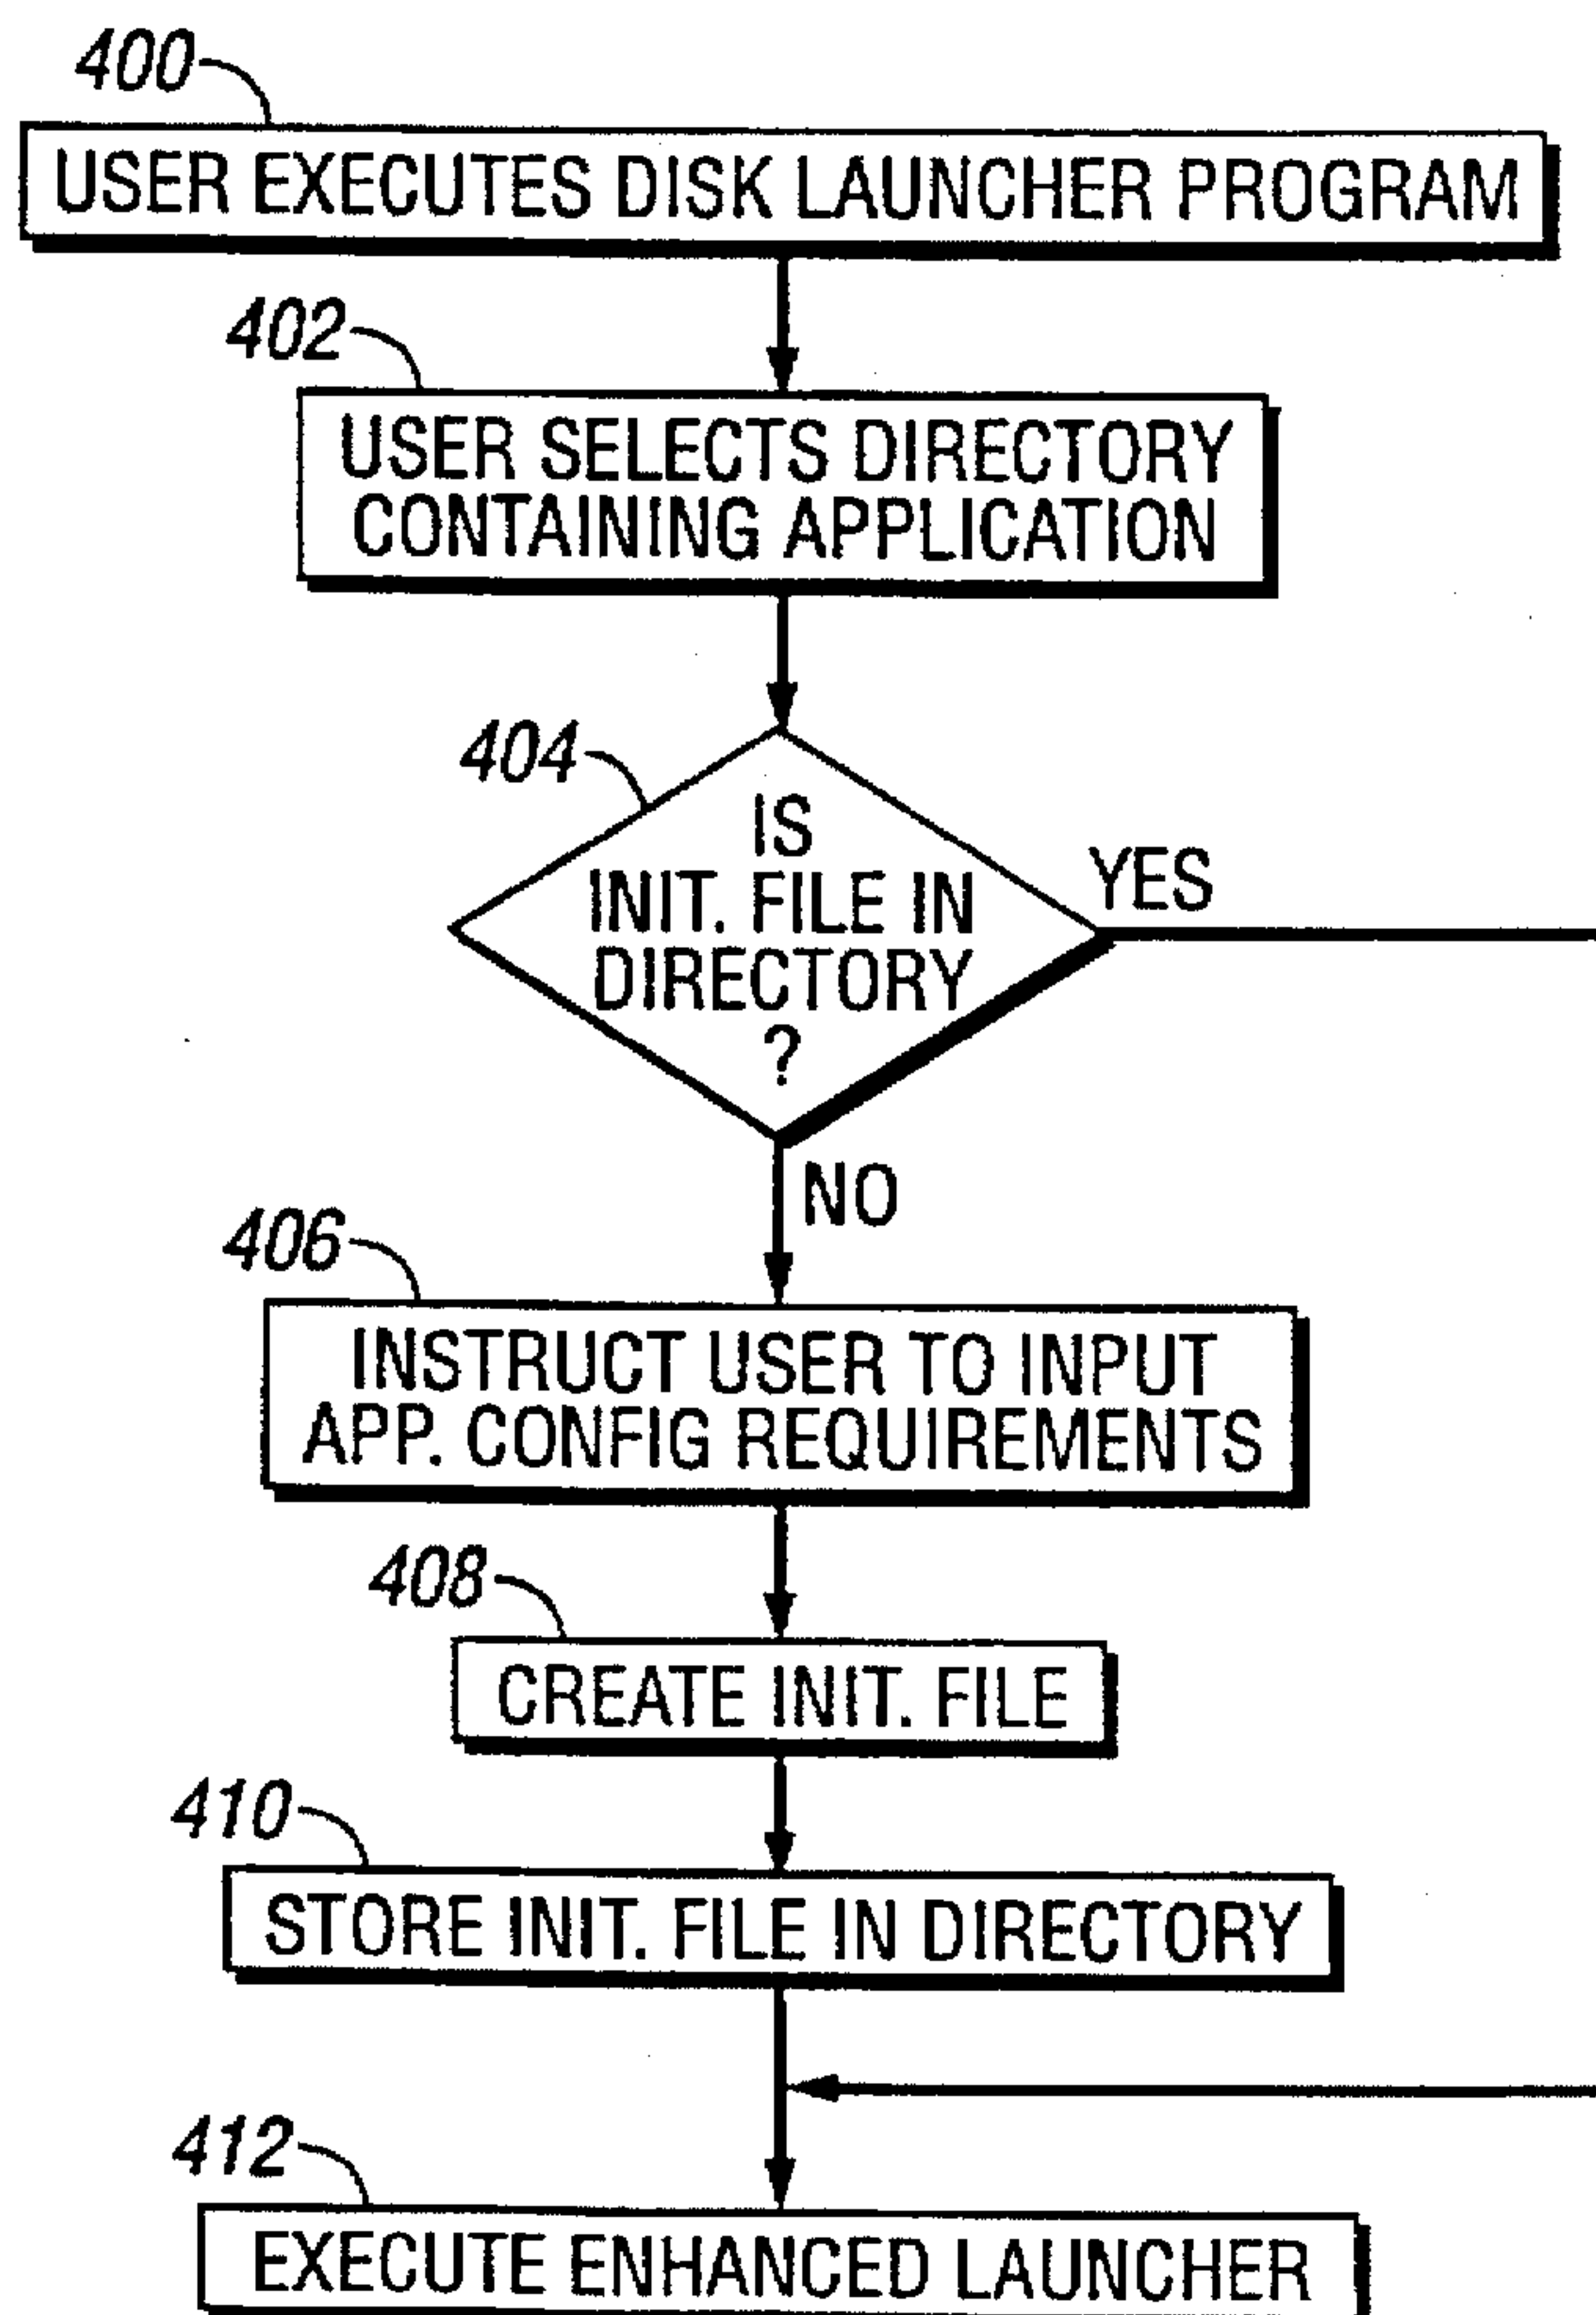 400
USER EXECUTES DISK LAUNCHER PROGRAM
402
USER SELECTS DIRECTORY
CONTAINING APPLICATION
404
IS
INIT. FILE IN
DIRECTORY
?
YES
NO
406
INSTRUCT USER TO INPUT
APP. CONFIG REQUIREMENTS
408
CREATE INIT. FILE
410
STORE INIT. FILE IN DIRECTORY
412
EXECUTE ENHANCED LAUNCHER